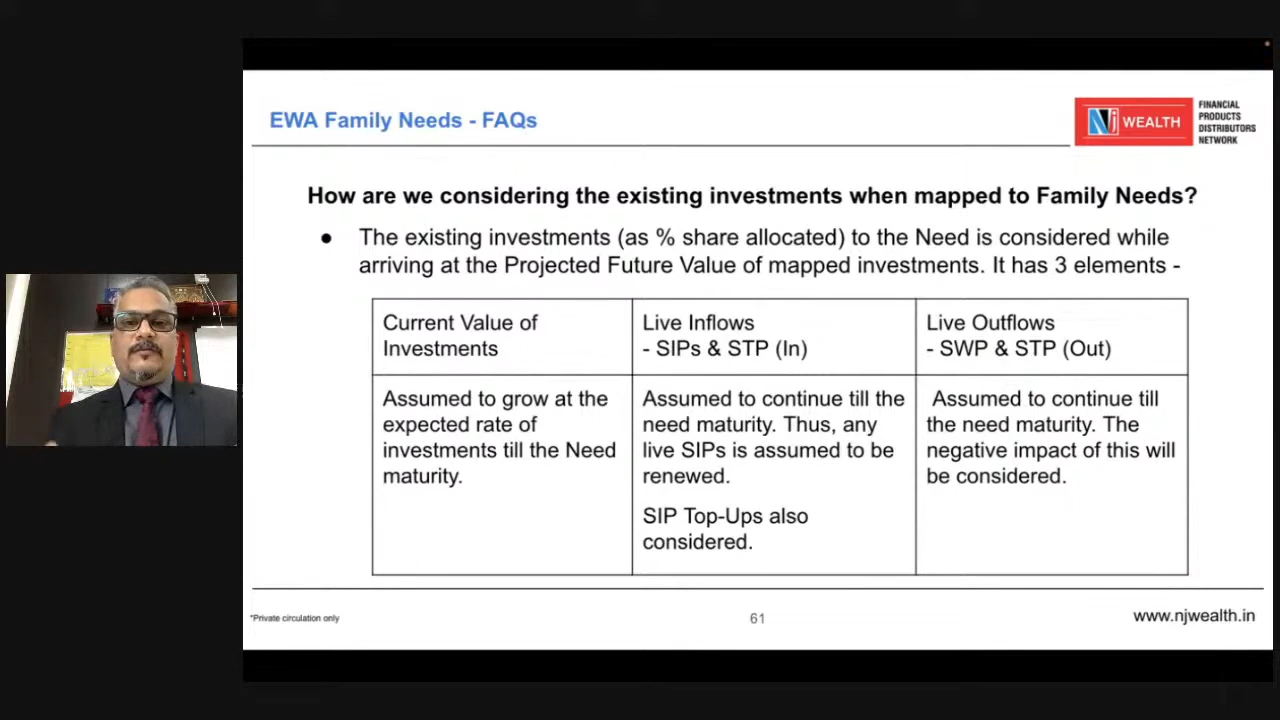 EWA Family Needs - FAQs
NJ WEALTH
FINANCIAL
PRODUCTS
DISTRIBUTORS
NETWORK
How are we considering the existing investments when mapped to Family Needs?
● The existing investments (as % share allocated) to the Need is considered while
arriving at the Projected Future Value of mapped investments. It has 3 elements -
Current Value of
Investments
Live Inflows
- SIPs & STP (In)
Live Outflows
- SWP & STP (Out)
Assumed to grow at the
expected rate of
investments till the Need
maturity.
Assumed to continue till the
need maturity. Thus, any
live SIPs is assumed to be
renewed.
SIP Top-Ups also
considered.
Assumed to continue till
the need maturity. The
negative impact of this will
be considered.
*Private circulation only
61
www.njwealth.in